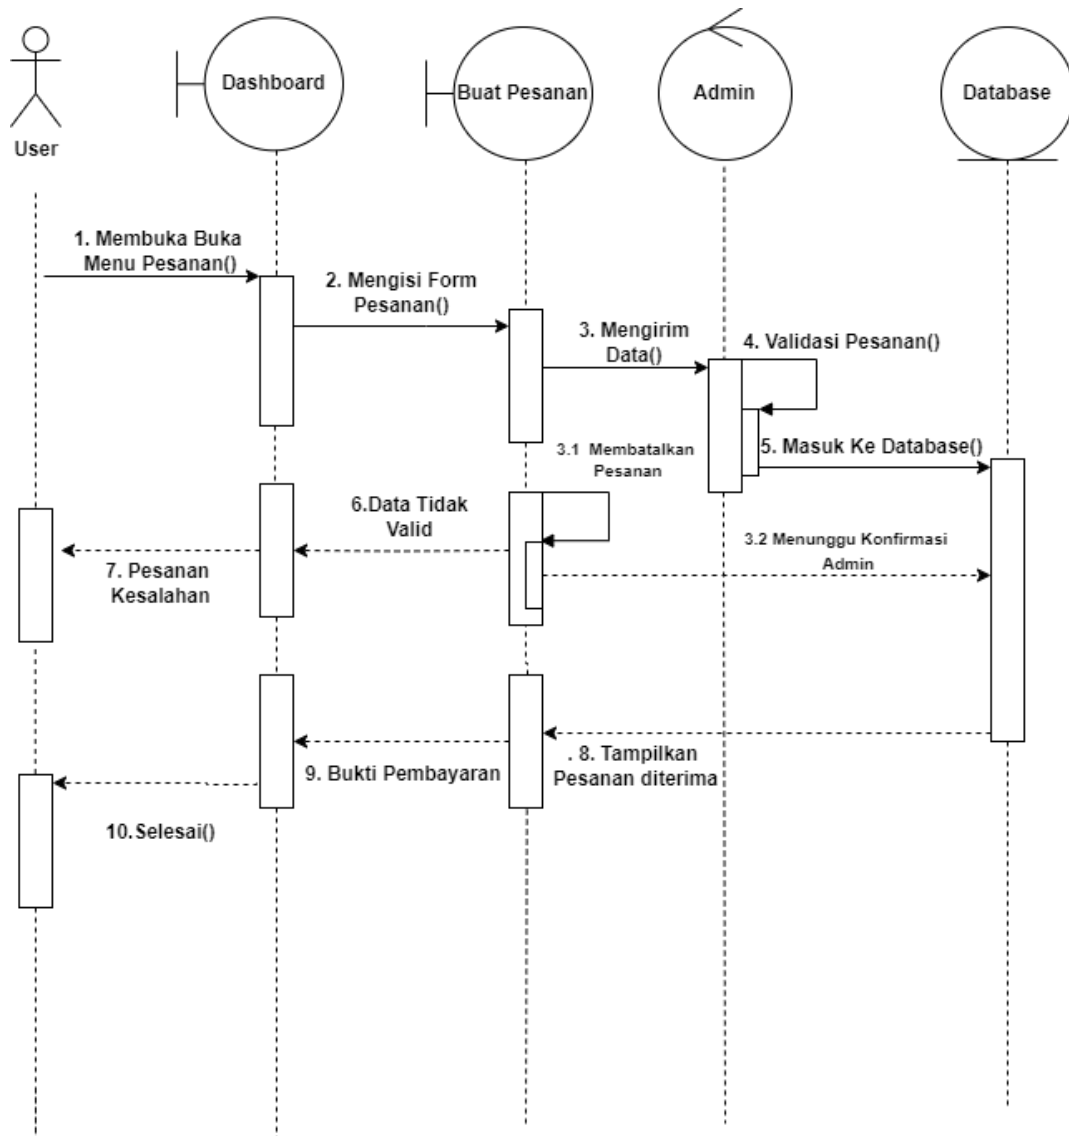 User
Dashboard
Buat Pesanan
Admin
Database
1. Membuka Buka
Menu Pesanan()
2. Mengisi Form
Pesanan()
3. Mengirim
Data()
4. Validasi Pesanan()
3.1 Membatalkan
Pesanan
5. Masuk Ke Database()
6.Data Tidak
Valid
3.2 Menunggu Konfirmasi
Admin
7. Pesanan
Kesalahan
. 8. Tampilkan
Pesanan diterima
9. Bukti Pembayaran
10.Selesai()